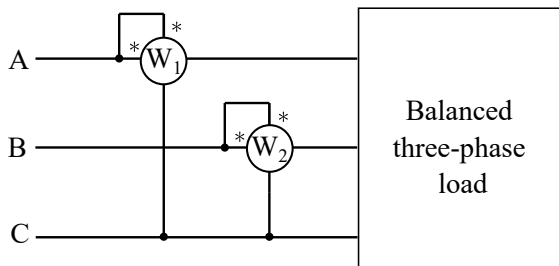 *
A * W₁
*
B * W₂
C
Balanced
three-phase
load